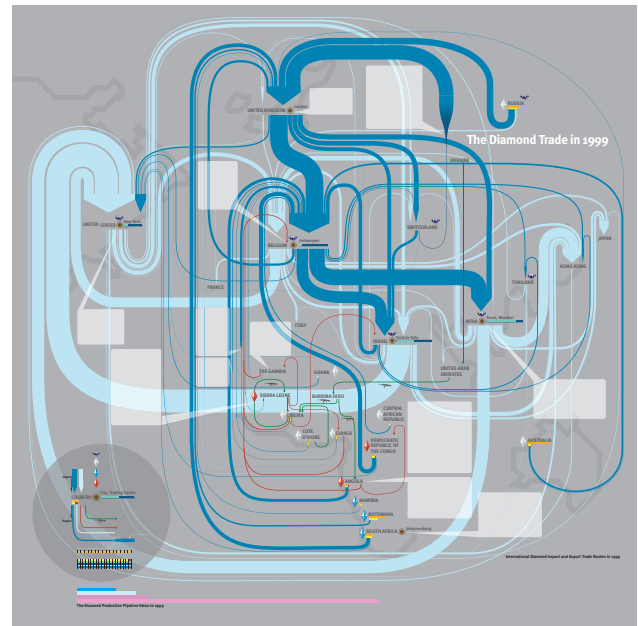 RUSSIA
UNITED KINGDOM London
The Diamond Trade in 1999
UKRAINE
UNITED STATES New York
SWITZERLAND
JAPAN
BELGIUM Antwerpen
HONG KONG
THAILAND
FRANCE
INDIA Surat, Mumbai
ITALY
ISRAEL Tel Aviv
THE GAMBIA
GHANA
UNITED ARAB
EMIRATES
SIERRA LEONE
BURKINA FASO
LIBERIA
CENTRAL
AFRICAN
REPUBLIC
COTE
D'IVOIRE
GUINEA
DEMOCRATIC
REPUBLIC OF
THE CONGO
AUSTRALIA
ANGOLA
COUNTRY City, Trading Center
NAMIBIA
BOTSWANA
SOUTH AFRICA Johannesburg
International Diamond Import and Export Trade Routes in 1999
The Diamond Production Pipeline Value in 1999